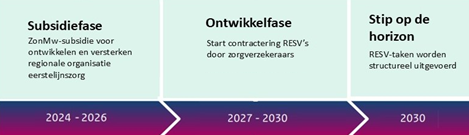 Subsidiefase
ZonMw-subsidie voor
ontwikkelen en versterken
regionale organisatie
eerstelijnszorg
Ontwikkelfase
Start contractering RESV's
door zorgverzekeraars
Stip op de
horizon
RESV-taken worden
structureel uitgevoerd
2024 - 2026
2027 - 2030
2030